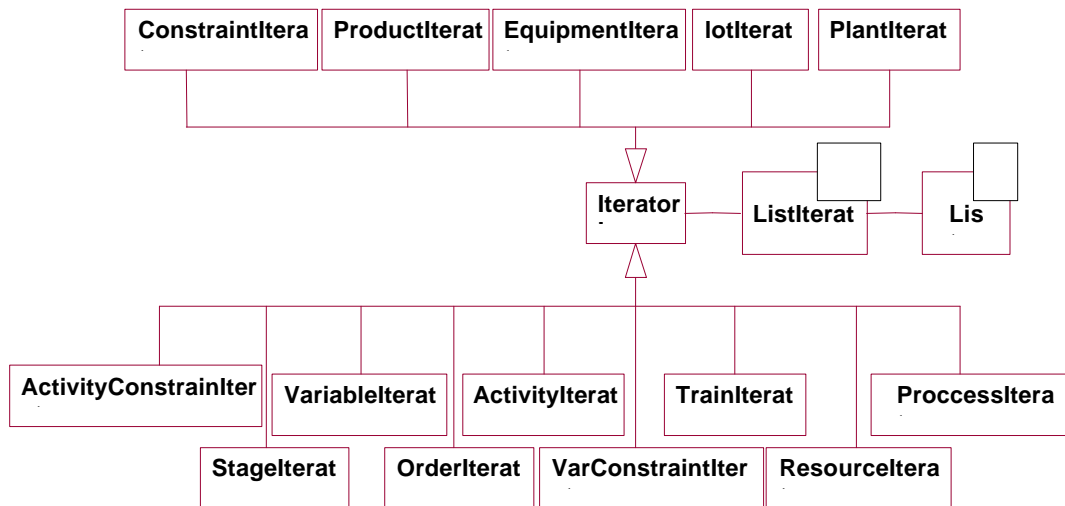 ConstraintItera
ProductIterat
EquipmentItera
lotIterat
PlantIterat
Iterator
ListIterat
Lis
ActivityConstrainIter
VariableIterat
ActivityIterat
TrainIterat
ProccessItera
StageIterat
OrderIterat
VarConstraintIter
ResourceItera